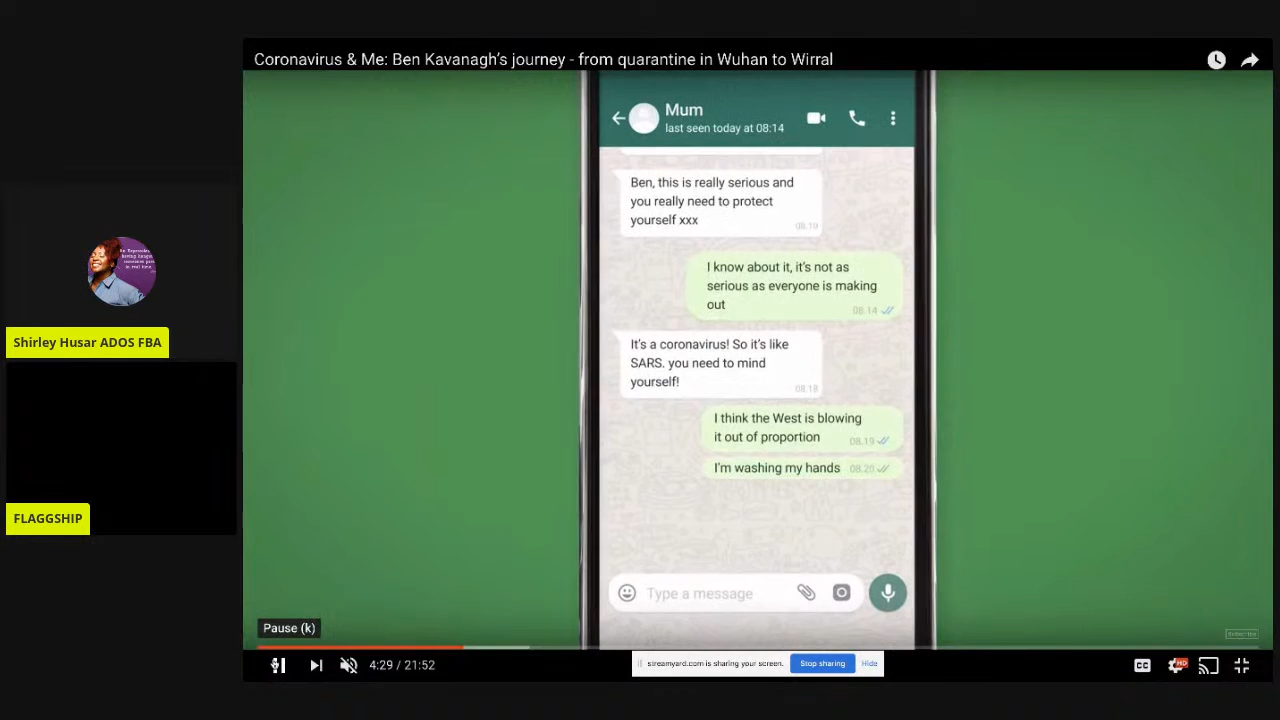 Coronavirus & Me: Ben Kavanagh's journey - from quarantine in Wuhan to Wirral
Mum
last seen today at 08:14
Ben, this is really serious and
you really need to protect
yourself xxx
08.10
I know about it, it's not as
serious as everyone is making
out
08.14
It's a coronavirus! So it's like
SARS. you need to mind
yourself!
08.18
I think the West is blowing
it out of proportion
08.19
I'm washing my hands
08.20
Type a message
Shirley Husar ADOS FBA
FLAGGSHIP
Pause (k)
4:29 / 21:52
streamyard.com is sharing your screen.
Stop sharing
Hide
CC
HD